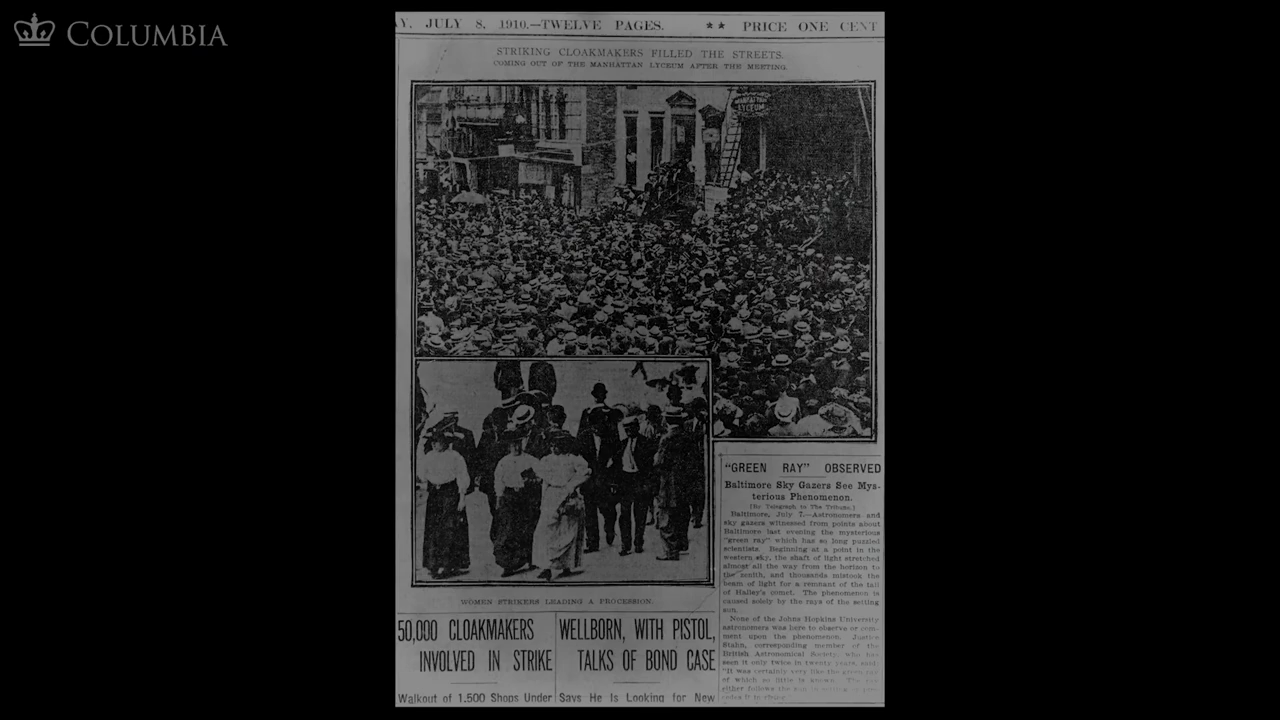 COLUMBIA
Y, JULY 8, 1910.—TWELVE PAGES. ★★ PRICE ONE CENT
STRIKING CLOAKMAKERS FILLED THE STREETS.
COMING OUT OF THE MANHATTAN LYCEUM AFTER THE MEETING.
MANHATTAN
LYCEUM
WOMEN STRIKERS LEADING A PROCESSION.
50,000 CLOAKMAKERS
INVOLVED IN STRIKE
Walkout of 1,500 Shops Under
WELLBORN, WITH PISTOL,
TALKS OF BOND CASE
Says He Is Looking for New
"GREEN RAY" OBSERVED
Baltimore Sky Gazers See Mys-
terious Phenomenon.
[By Telegraph to The Tribune.]
Baltimore, July 7.—Astronomers and
sky gazers witnessed from points about
Baltimore last evening the mysterious
"green ray" which has so long puzzled
scientists. Beginning at a point in the
western sky, the shaft of light stretched
almost all the way from the horizon to
the zenith, and thousands mistook the
beam of light for a remnant of the tail
of Halley's comet. The phenomenon is
caused solely by the rays of the setting
sun.
None of the Johns Hopkins University
astronomers was here to observe or com-
ment upon the phenomenon. Justice
Stahn, corresponding member of the
British Astronomical Society, who has
seen it only twice in twenty years, said:
"It was certainly very like the green ray
of which so little is known. The ray
either follows the sun in setting or pre-
cedes it in rising."